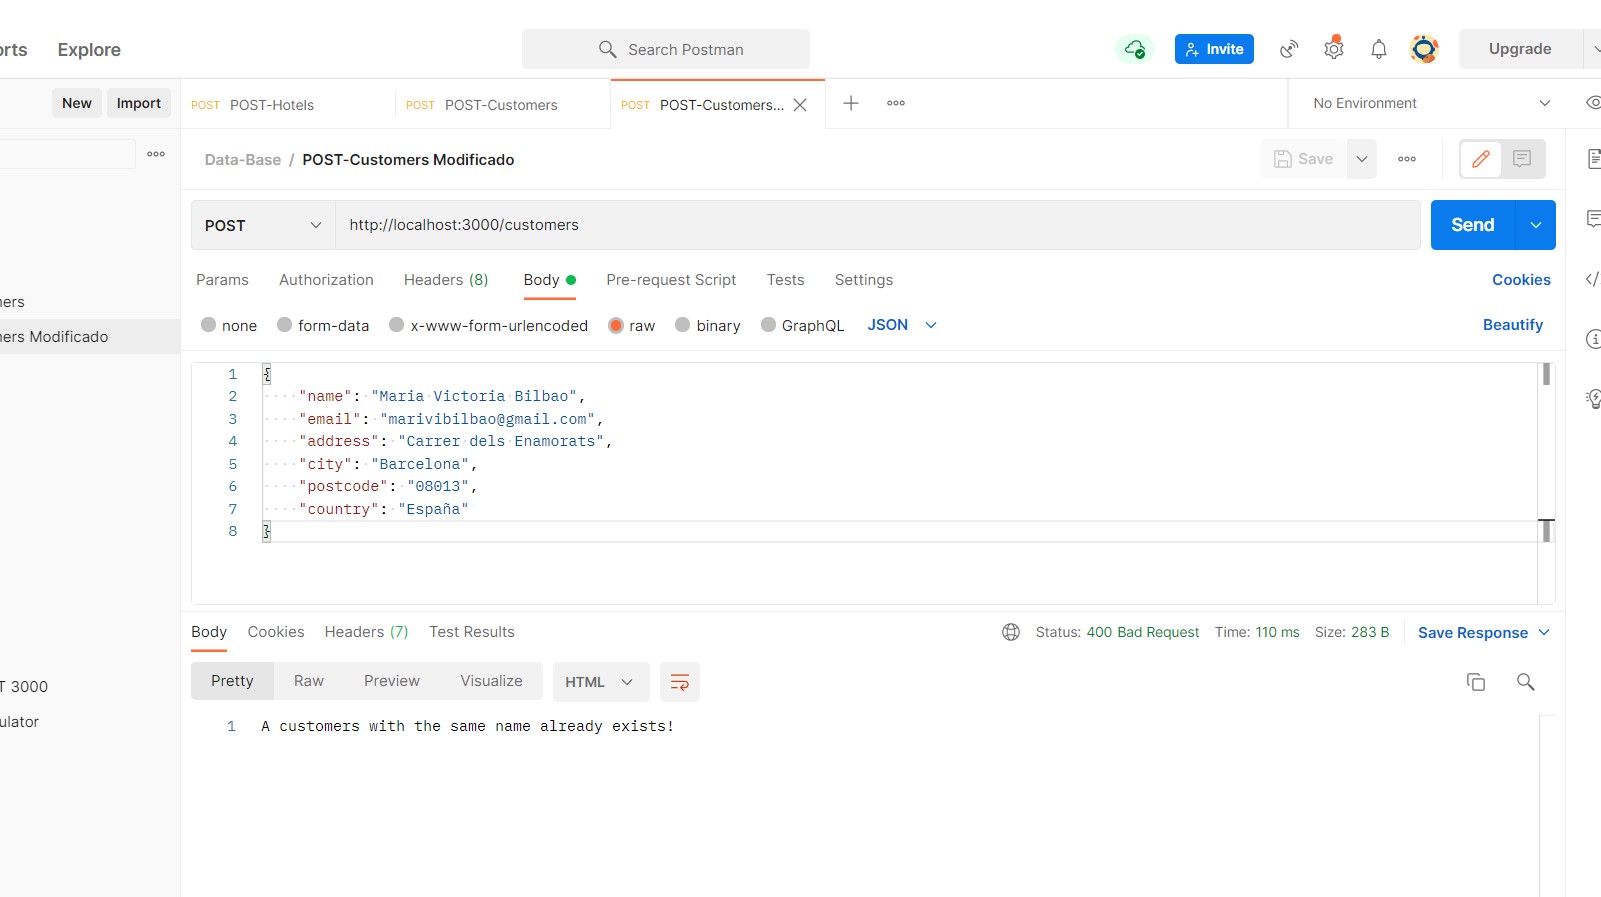 orts Explore Search Postman Invite Upgrade
New Import POST POST-Hotels POST POST-Customers POST POST-Customers... No Environment
Data-Base / POST-Customers Modificado Save
POST http://localhost:3000/customers Send
Params Authorization Headers (8) Body Pre-request Script Tests Settings Cookies
ners
none form-data x-www-form-urlencoded raw binary GraphQL JSON Beautify
ners Modificado
1 {
2 "name": "Maria Victoria Bilbao",
3 "email": "marivibilbao@gmail.com",
4 "address": "Carrer dels Enamorats",
5 "city": "Barcelona",
6 "postcode": "08013",
7 "country": "España"
8 }
Body Cookies Headers (7) Test Results Status: 400 Bad Request Time: 110 ms Size: 283 B Save Response
Pretty Raw Preview Visualize HTML
T 3000
ulator
1 A customers with the same name already exists!